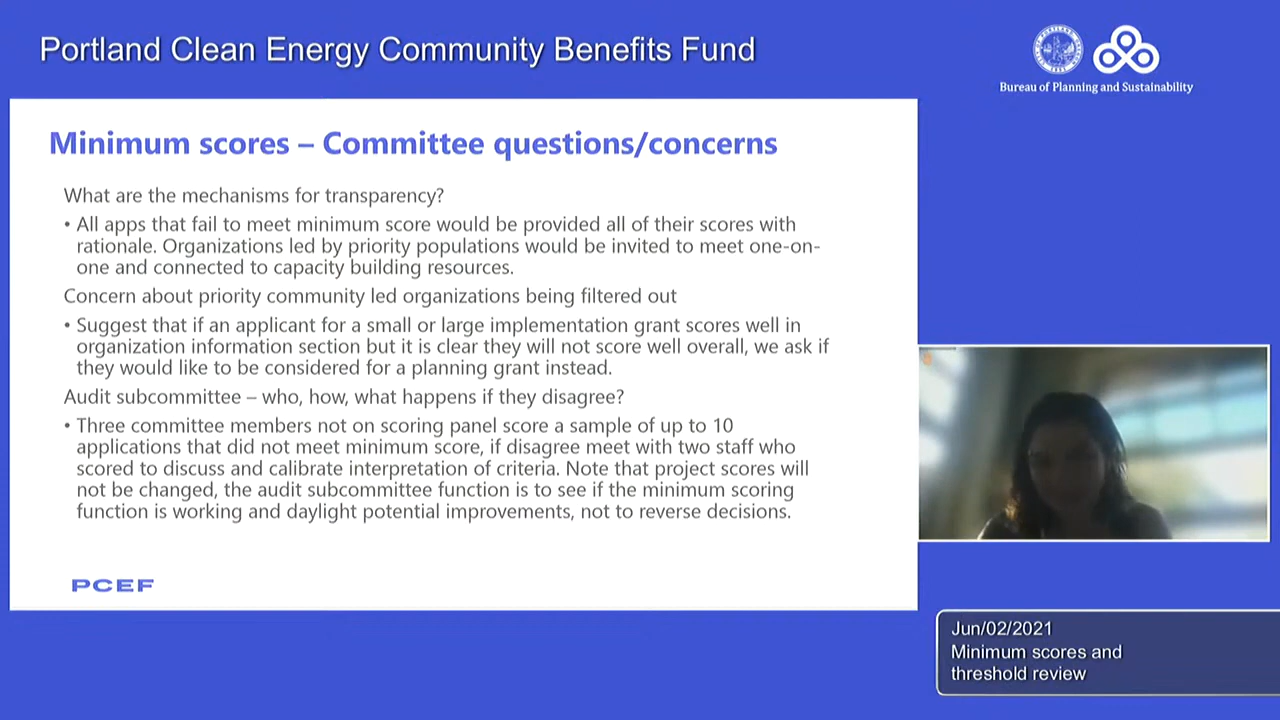 Portland Clean Energy Community Benefits Fund
Bureau of Planning and Sustainability
Minimum scores – Committee questions/concerns
What are the mechanisms for transparency?
• All apps that fail to meet minimum score would be provided all of their scores with
rationale. Organizations led by priority populations would be invited to meet one-on-
one and connected to capacity building resources.
Concern about priority community led organizations being filtered out
• Suggest that if an applicant for a small or large implementation grant scores well in
organization information section but it is clear they will not score well overall, we ask if
they would like to be considered for a planning grant instead.
Audit subcommittee – who, how, what happens if they disagree?
• Three committee members not on scoring panel score a sample of up to 10
applications that did not meet minimum score, if disagree meet with two staff who
scored to discuss and calibrate interpretation of criteria. Note that project scores will
not be changed, the audit subcommittee function is to see if the minimum scoring
function is working and daylight potential improvements, not to reverse decisions.
PCEF
Jun/02/2021
Minimum scores and
threshold review